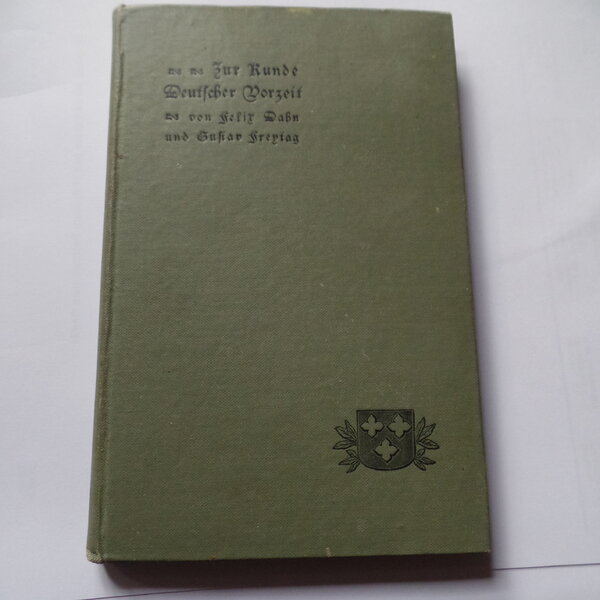 Zur Kunde
Deutscher Vorzeit
von Felix Dahn
und Gustav Freytag